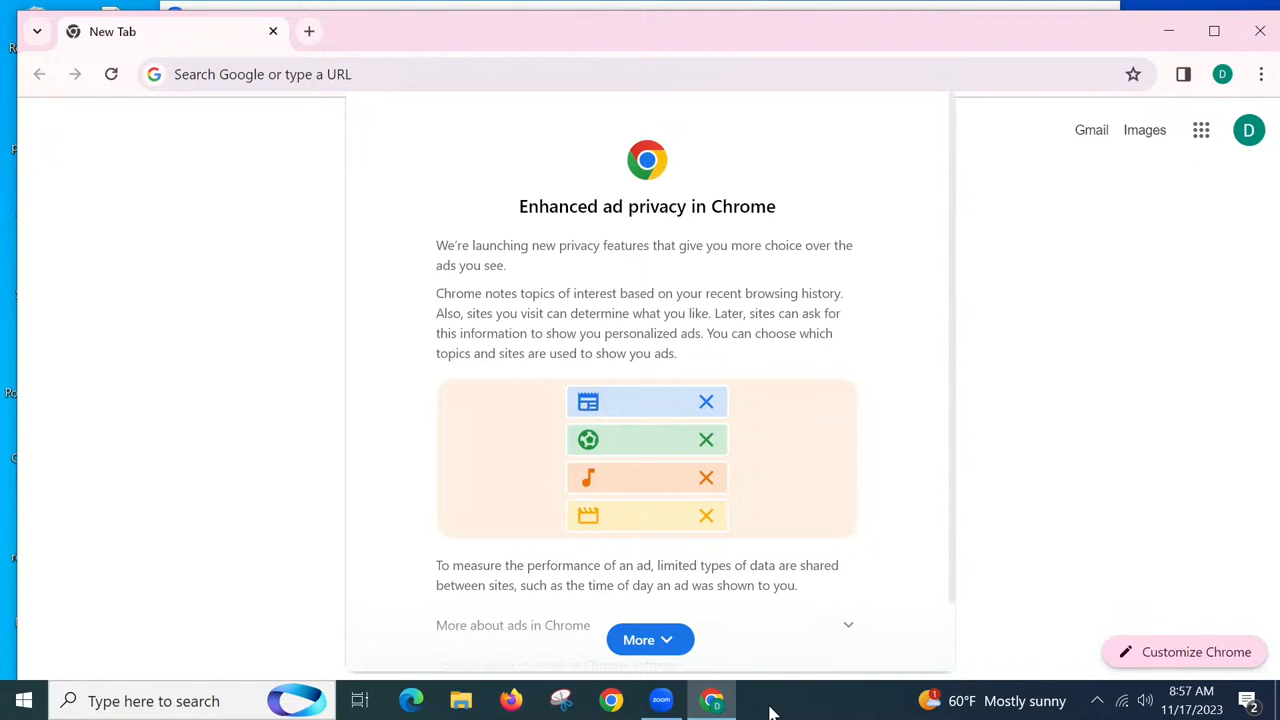 New Tab
Search Google or type a URL
D
Gmail
Images
D
Enhanced ad privacy in Chrome
We're launching new privacy features that give you more choice over the
ads you see.
Chrome notes topics of interest based on your recent browsing history.
Also, sites you visit can determine what you like. Later, sites can ask for
this information to show you personalized ads. You can choose which
topics and sites are used to show you ads.
To measure the performance of an ad, limited types of data are shared
between sites, such as the time of day an ad was shown to you.
More about ads in Chrome
More
Customize Chrome
Type here to search
zoom
D
1
60°F Mostly sunny
8:57 AM
11/17/2023
2